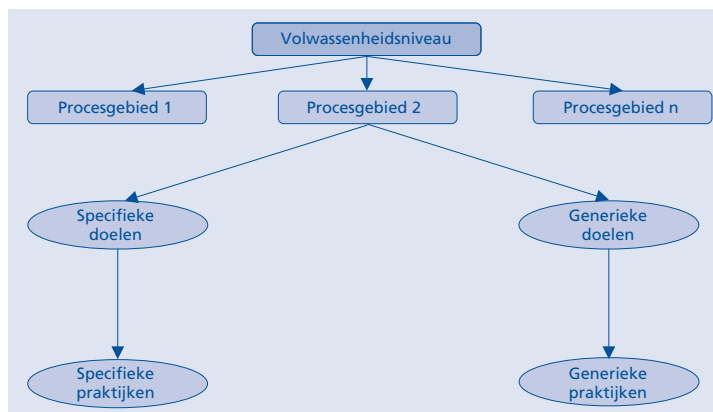 Volwassenheidsniveau
Procesgebied 1
Procesgebied 2
Procesgebied n
Specifieke
doelen
Generieke
doelen
Specifieke
praktijken
Generieke
praktijken